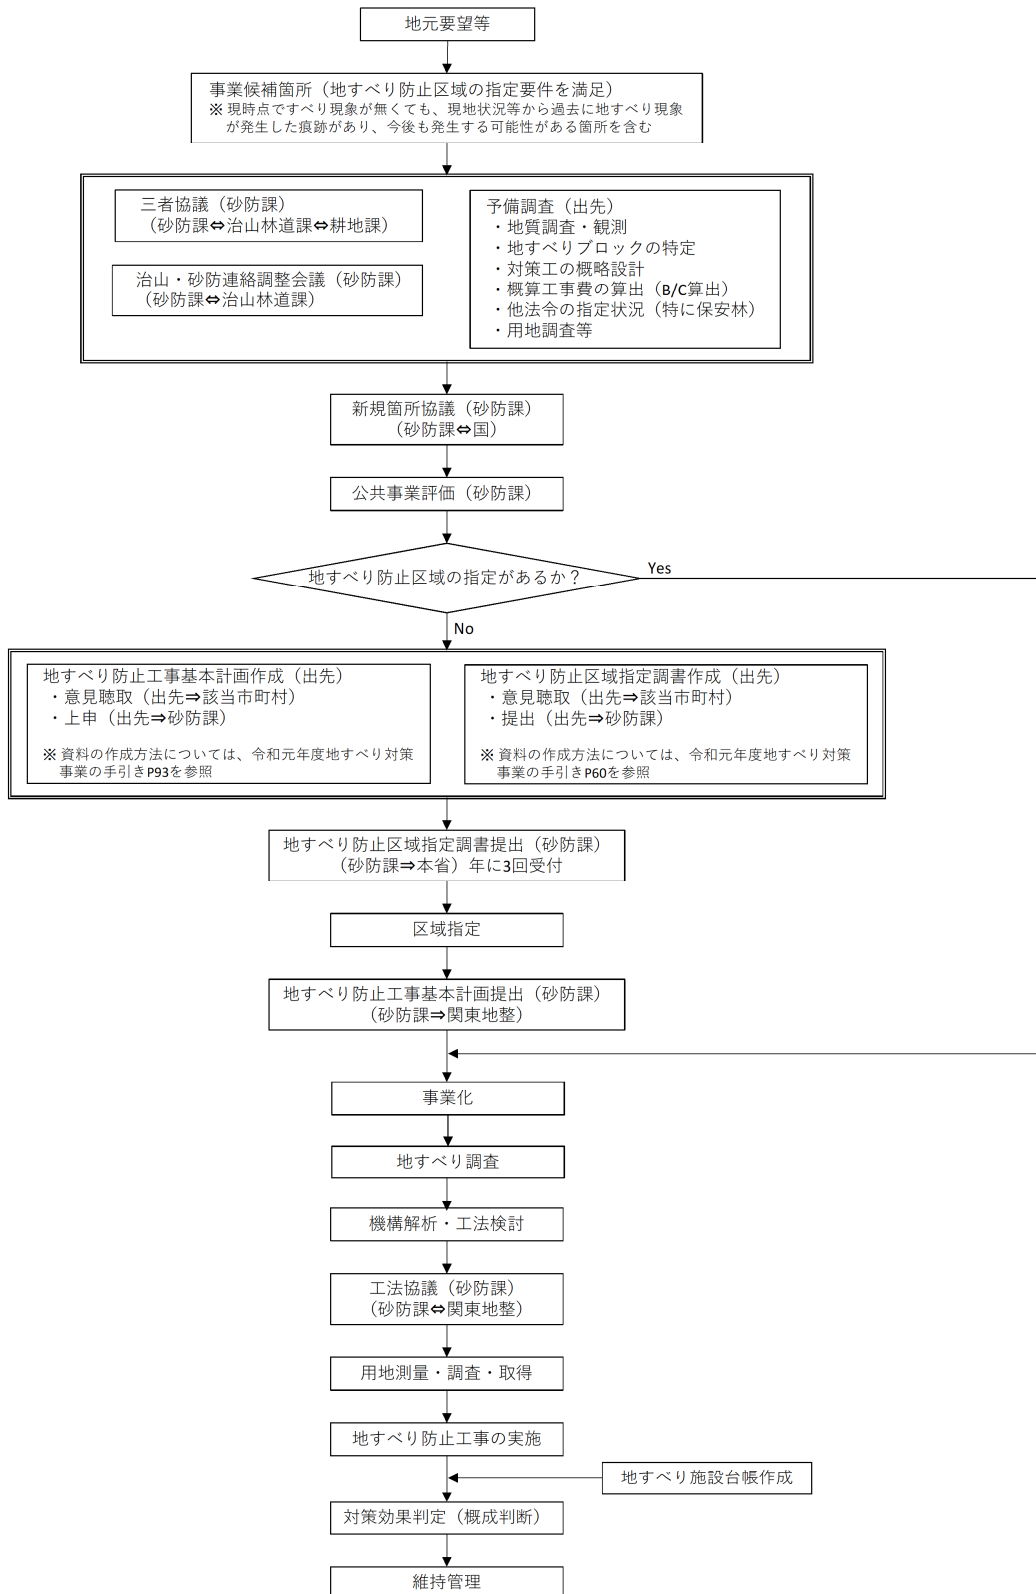 地元要望等
事業候補箇所（地すべり防止区域の指定要件を満足）
※ 現時点ですべり現象が無くても、現地状況等から過去に地すべり現象
が発生した痕跡があり、今後も発生する可能性がある箇所を含む
三者協議（砂防課）
（砂防課⇔治山林道課⇔耕地課）
治山・砂防連絡調整会議（砂防課）
（砂防課⇔治山林道課）
予備調査（出先）
・地質調査・観測
・地すべりブロックの特定
・対策工の概略設計
・概算工事費の算出（B/C算出）
・他法令の指定状況（特に保安林）
・用地調査等
新規箇所協議（砂防課）
（砂防課⇔国）
公共事業評価（砂防課）
地すべり防止区域の指定があるか？
Yes
No
地すべり防止工事基本計画作成（出先）
・意見聴取（出先⇒該当市町村）
・上申（出先⇒砂防課）
※ 資料の作成方法については、令和元年度地すべり対策
事業の手引きP93を参照
地すべり防止区域指定調書作成（出先）
・意見聴取（出先⇒該当市町村）
・提出（出先⇒砂防課）
※ 資料の作成方法については、令和元年度地すべり対策
事業の手引きP60を参照
地すべり防止区域指定調書提出（砂防課）
（砂防課⇒本省）年に3回受付
区域指定
地すべり防止工事基本計画提出（砂防課）
（砂防課⇒関東地整）
事業化
地すべり調査
機構解析・工法検討
工法協議（砂防課）
（砂防課⇔関東地整）
用地測量・調査・取得
地すべり防止工事の実施
地すべり施設台帳作成
対策効果判定（概成判断）
維持管理